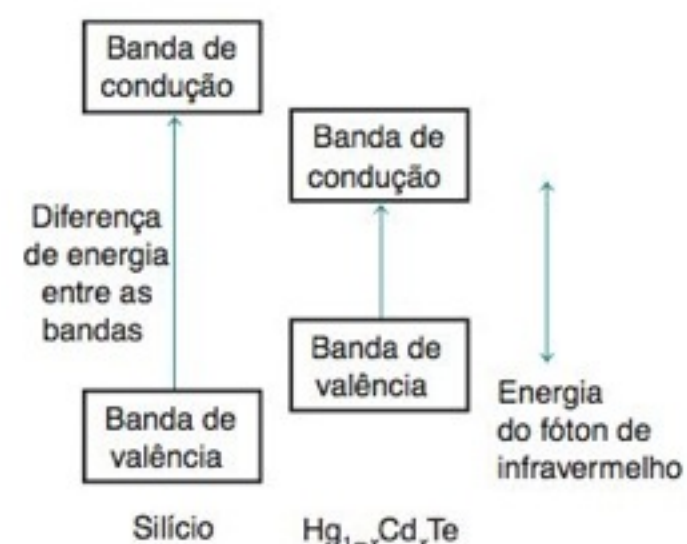 Banda de
condução
Banda de
condução
Diferença
de energia
entre as
bandas
Banda de
valência
Banda de
valência
Energia
do fóton de
infravermelho
Silício
Hg₁₋ₓCdₓTe